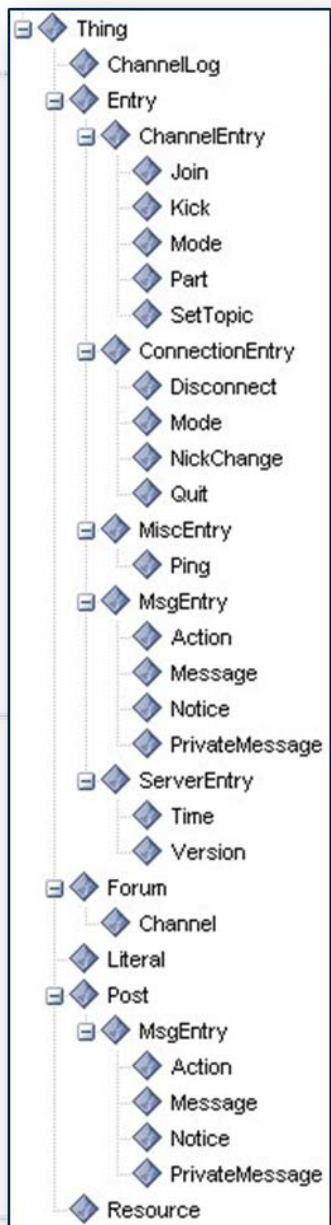 Thing
ChannelLog
Entry
ChannelEntry
Join
Kick
Mode
Part
SetTopic
ConnectionEntry
Disconnect
Mode
NickChange
Quit
MiscEntry
Ping
MsgEntry
Action
Message
Notice
PrivateMessage
ServerEntry
Time
Version
Forum
Channel
Literal
Post
MsgEntry
Action
Message
Notice
PrivateMessage
Resource